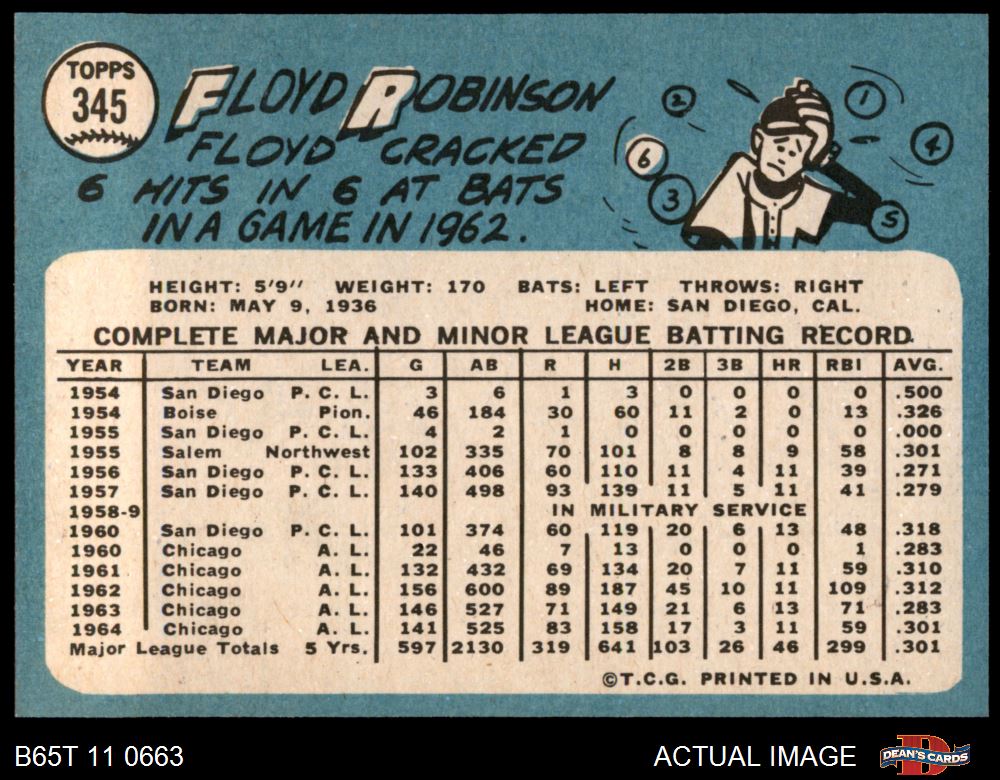 TOPPS
345
FLOYD ROBINSON
FLOYD CRACKED
6 HITS IN 6 AT BATS
IN A GAME IN 1962.
1
2
3
4
5
6
HEIGHT: 5'9" WEIGHT: 170 BATS: LEFT THROWS: RIGHT
BORN: MAY 9, 1936 HOME: SAN DIEGO, CAL.
COMPLETE MAJOR AND MINOR LEAGUE BATTING RECORD.
YEAR TEAM LEA. G AB R H 2B 3B HR RBI AVG.
1954 San Diego P. C. L. 3 6 1 3 0 0 0 0 .500
1954 Boise Pion. 46 184 30 60 11 2 0 13 .326
1955 San Diego P. C. L. 4 2 1 0 0 0 0 0 .000
1955 Salem Northwest 102 335 70 101 8 8 9 58 .301
1956 San Diego P. C. L. 133 406 60 110 11 4 11 39 .271
1957 San Diego P. C. L. 140 498 93 139 11 5 11 41 .279
1958-9 IN MILITARY SERVICE
1960 San Diego P. C. L. 101 374 60 119 20 6 13 48 .318
1960 Chicago A. L. 22 46 7 13 0 0 0 1 .283
1961 Chicago A. L. 132 432 69 134 20 7 11 59 .310
1962 Chicago A. L. 156 600 89 187 45 10 11 109 .312
1963 Chicago A. L. 146 527 71 149 21 6 13 71 .283
1964 Chicago A. L. 141 525 83 158 17 3 11 59 .301
Major League Totals 5 Yrs. 597 2130 319 641 103 26 46 299 .301
©T.C.G. PRINTED IN U.S.A.
B65T 11 0663
ACTUAL IMAGE
DEAN'S CARDS